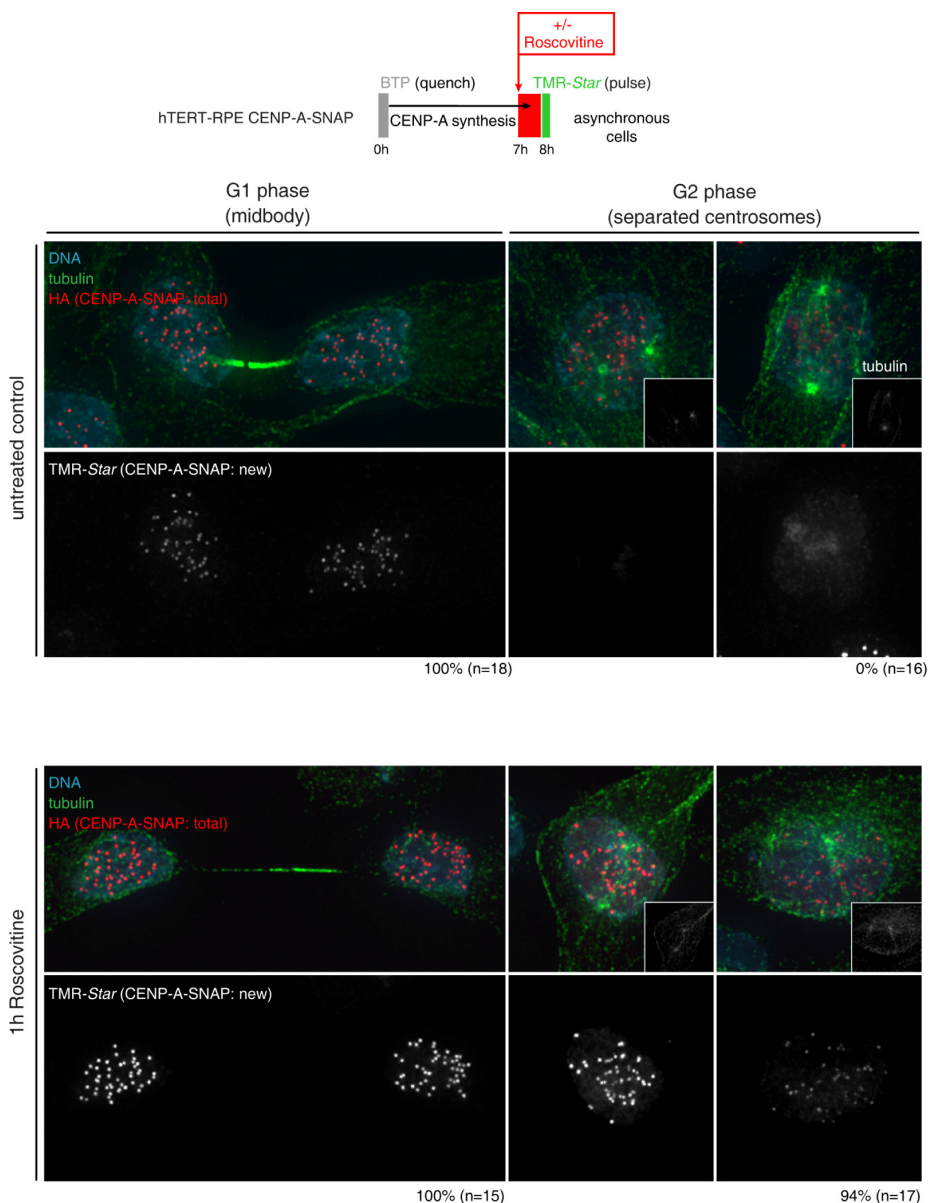 +/-
Roscovitine
BTP (quench)
TMR-Star (pulse)
hTERT-RPE CENP-A-SNAP
CENP-A synthesis
asynchronous
cells
0h
7h
8h
G1 phase
(midbody)
G2 phase
(separated centrosomes)
untreated control
DNA
tubulin
HA (CENP-A-SNAP: total)
tubulin
TMR-Star (CENP-A-SNAP: new)
100% (n=18)
0% (n=16)
1h Roscovitine
DNA
tubulin
HA (CENP-A-SNAP: total)
TMR-Star (CENP-A-SNAP: new)
100% (n=15)
94% (n=17)